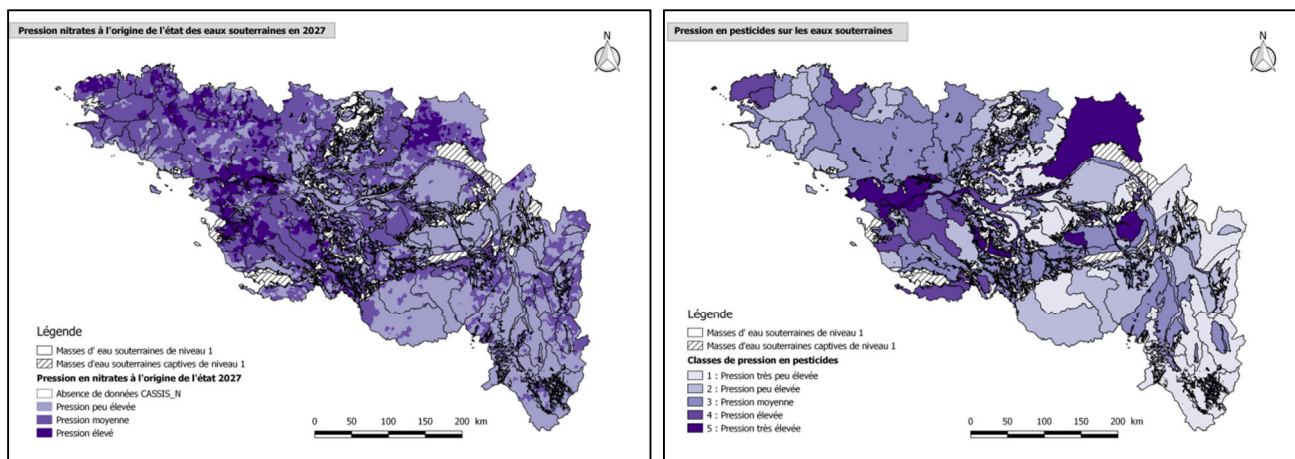 Pression nitrates à l'origine de l'état des eaux souterraines en 2027
N
Légende
Masses d' eau souterraines de niveau 1
Masses d'eau souterraines captives de niveau 1
Pression en nitrates à l'origine de l'état 2027
Absence de données CASSIS_N
Pression peu élevée
Pression moyenne
Pression élevé
0 50 100 150 200 km
Pression en pesticides sur les eaux souterraines
N
Légende
Masses d' eau souterraines de niveau 1
Masses d'eau souterraines captives de niveau 1
Classes de pression en pesticides
1 : Pression très peu élevée
2 : Pression peu élevée
3 : Pression moyenne
4 : Pression élevée
5 : Pression très élevée
0 50 100 150 200 km